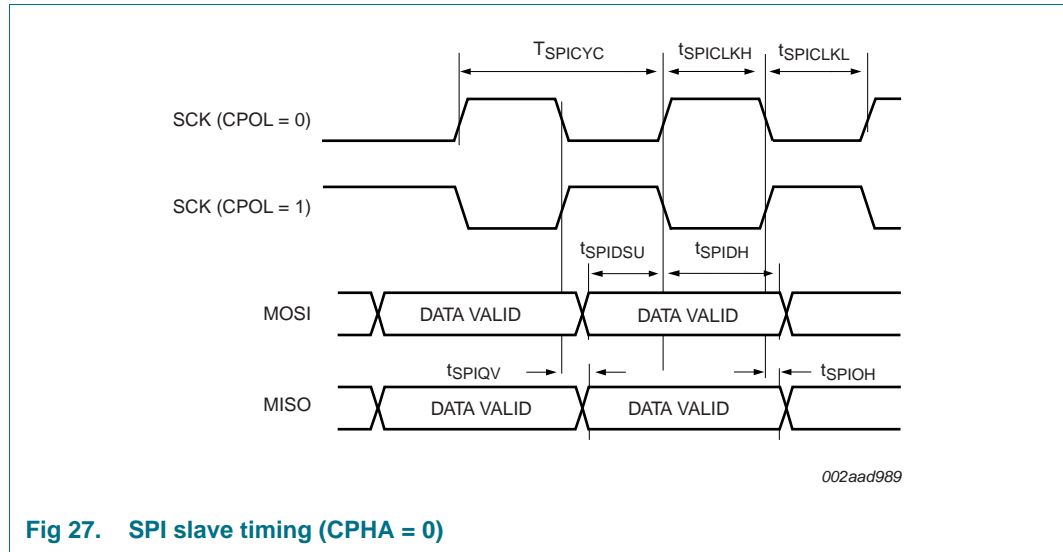 TSPICYC tSPICLKH tSPICLKL
SCK (CPOL = 0)
SCK (CPOL = 1)
tSPIDSU tSPIDH
MOSI DATA VALID DATA VALID
tSPIQV tSPIOH
MISO DATA VALID DATA VALID
002aad989
Fig 27. SPI slave timing (CPHA = 0)